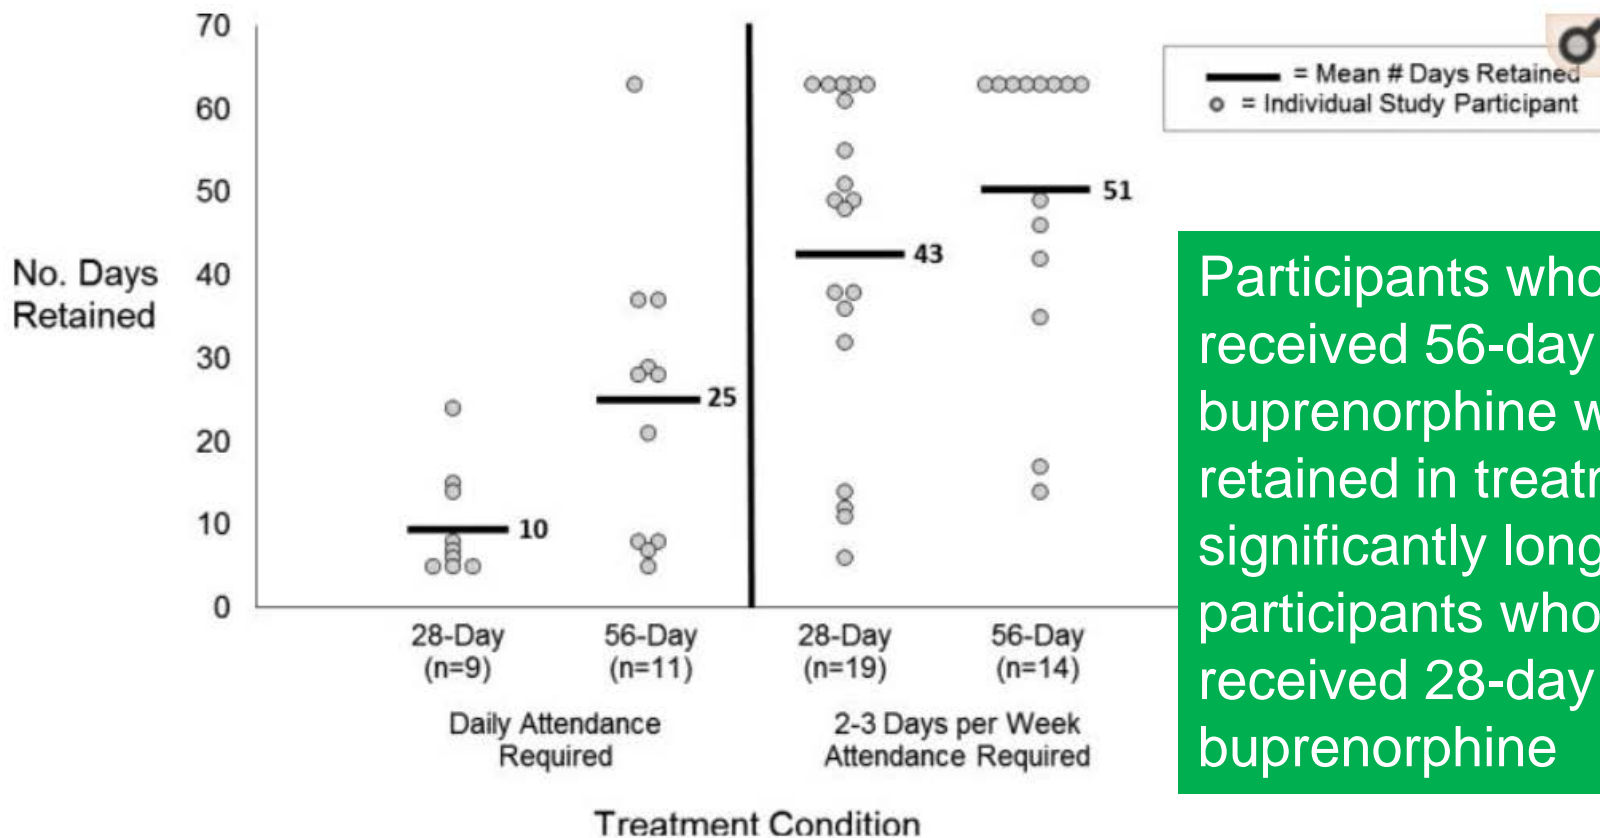 70
= Mean # Days Retained
60
= Individual Study Participant
50
51
43
No. Days
Retained
40
30
25
20
10
10
0
28-Day
(n=9)
56-Day
(n=11)
28-Day
(n=19)
56-Day
(n=14)
Daily Attendance
Required
2-3 Days per Week
Attendance Required
Treatment Condition
Participants who
received 56-day
buprenorphine
retained in
significantly
participants who
received 28-day
buprenorphine